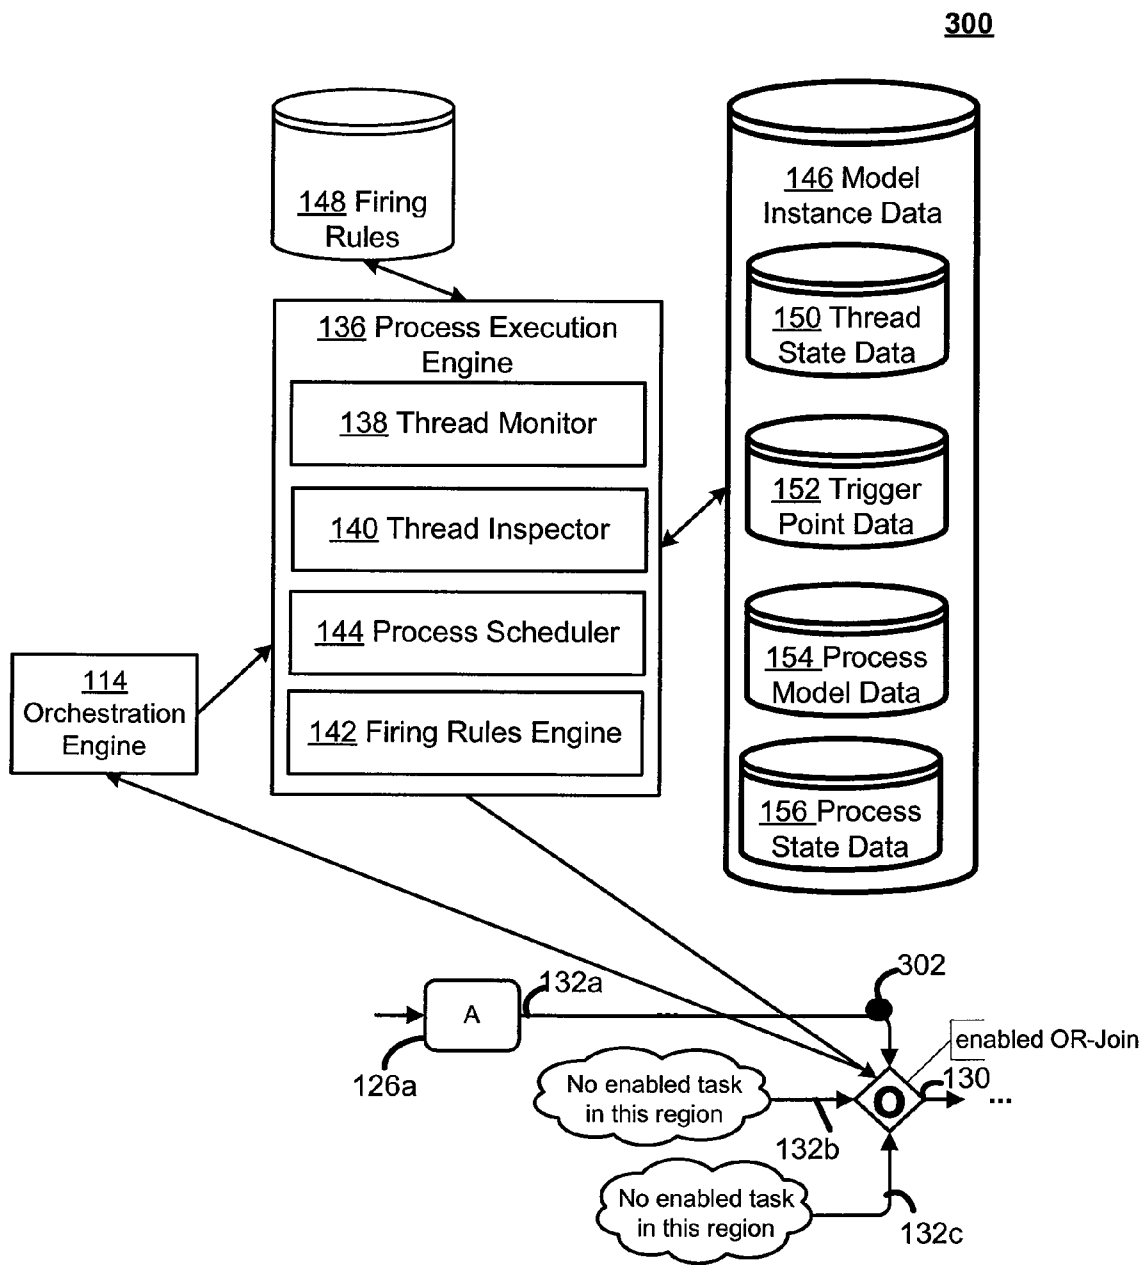 300
148 Firing
Rules
146 Model
Instance Data
150 Thread
State Data
152 Trigger
Point Data
154 Process
Model Data
156 Process
State Data
136 Process Execution
Engine
138 Thread Monitor
140 Thread Inspector
144 Process Scheduler
142 Firing Rules Engine
114
Orchestration
Engine
302
132a
A
...
126a
enabled OR-Join
130
O
...
No enabled task
in this region
132b
No enabled task
in this region
132c